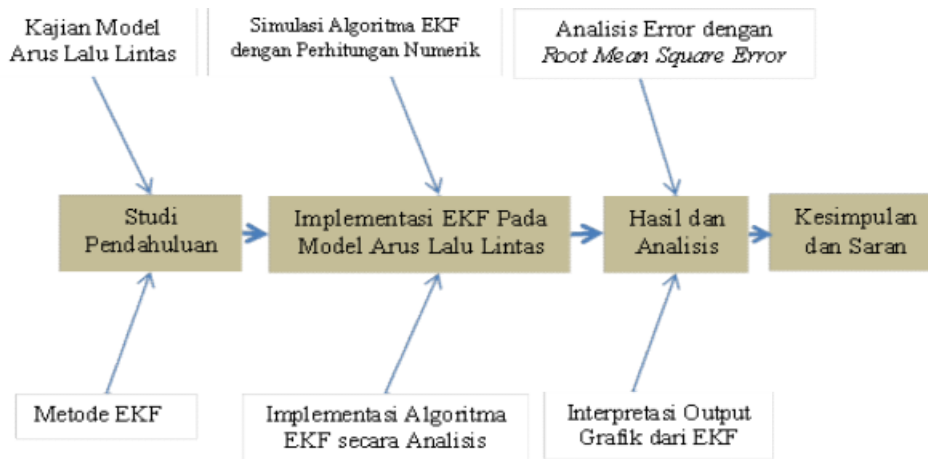 Kajian Model
Arus Lalu Lintas
Simulasi Algoritma EKF
dengan Perhitungan Numerik
Analisis Error dengan
Root Mean Square Error
Studi
Pendahuluan
Implementasi EKF Pada
Model Arus Lalu Lintas
Hasil dan
Analisis
Kesimpulan
dan Saran
Metode EKF
Implementasi Algoritma
EKF secara Analisis
Interpretasi Output
Grafik dari EKF